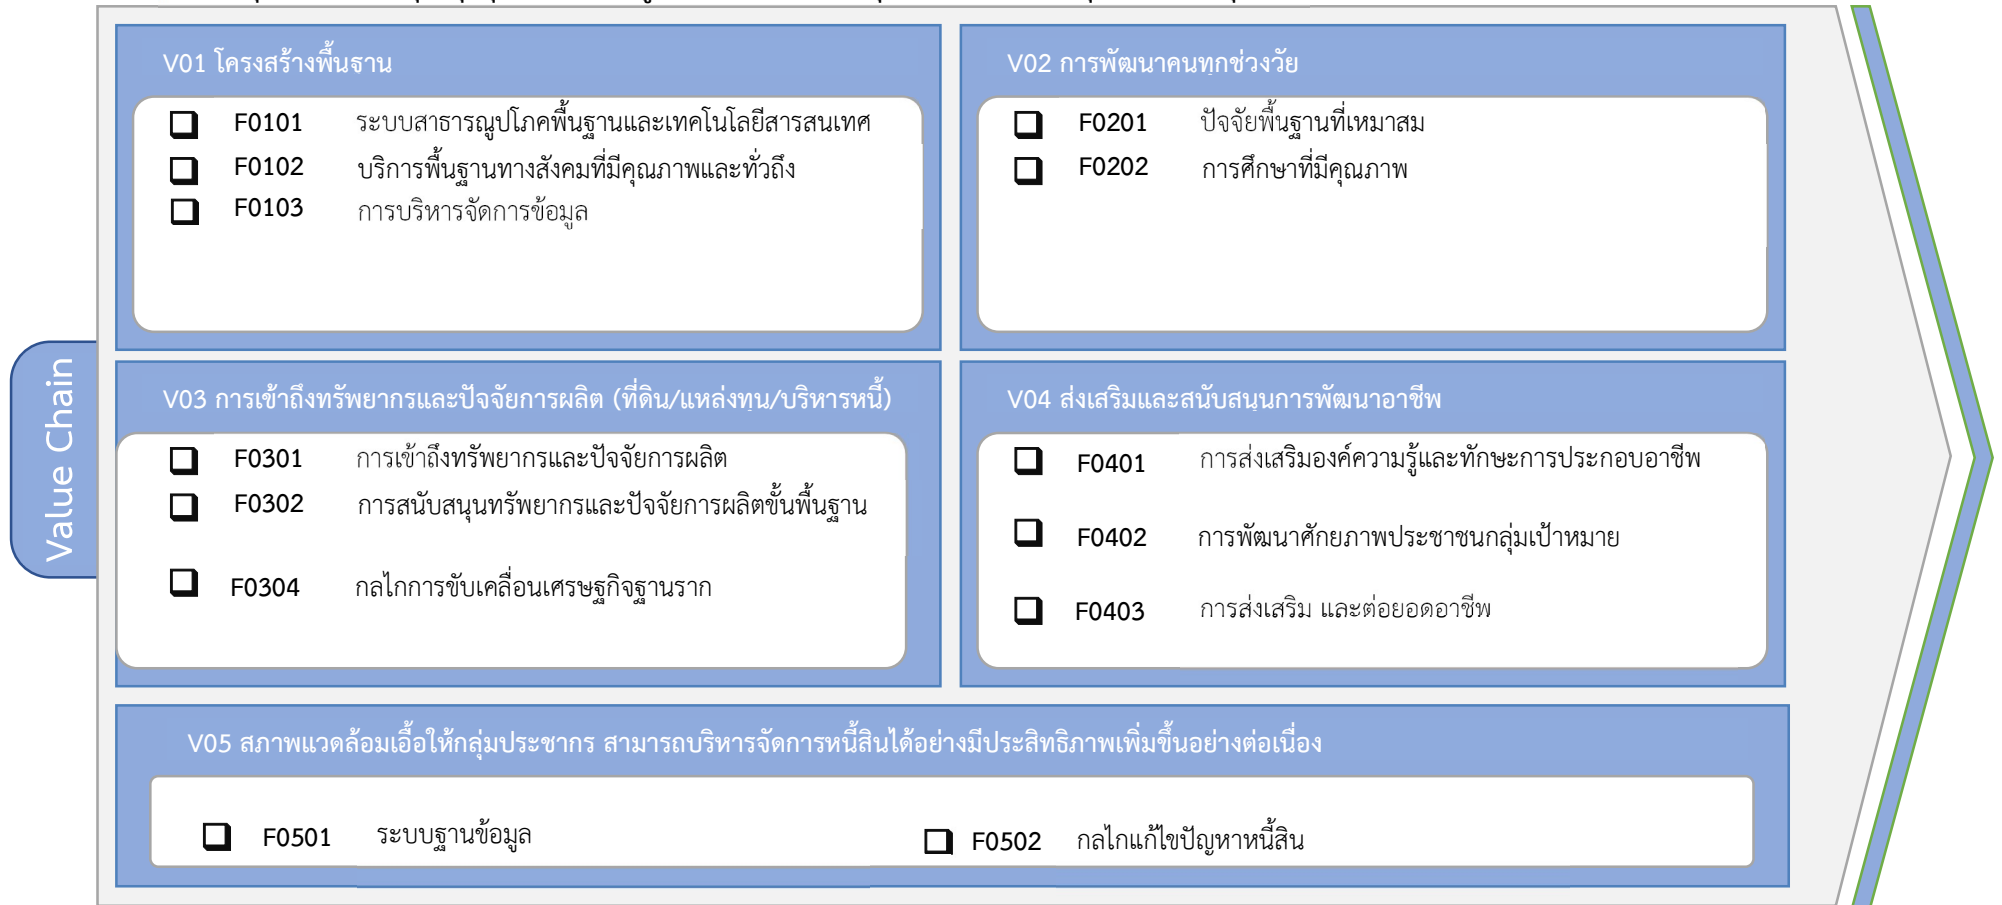 V01 โครงสร้างพื้นฐาน
F0101 ระบบสาธารณูปโภคพื้นฐานและเทคโนโลยีสารสนเทศ
F0102 บริการพื้นฐานทางสังคมที่มีคุณภาพและทั่วถึง
F0103 การบริหารจัดการข้อมูล
V02 การพัฒนาคนทุกช่วงวัย
F0201 ปัจจัยพื้นฐานที่เหมาสม
F0202 การศึกษาที่มีคุณภาพ
Value Chain
V03 การเข้าถึงทรัพยากรและปัจจัยการผลิต (ที่ดิน/แหล่งทุน/บริหารหนี้)
F0301 การเข้าถึงทรัพยากรและปัจจัยการผลิต
F0302 การสนับสนุนทรัพยากรและปัจจัยการผลิตขั้นพื้นฐาน
F0304 กลไกการขับเคลื่อนเศรษฐกิจฐานราก
V04 ส่งเสริมและสนับสนุนการพัฒนาอาชีพ
F0401 การส่งเสริมองค์ความรู้และทักษะการประกอบอาชีพ
F0402 การพัฒนาศักยภาพประชาชนกลุ่มเป้าหมาย
F0403 การส่งเสริม และต่อยอดอาชีพ
V05 สภาพแวดล้อมเอื้อให้กลุ่มประชากร สามารถบริหารจัดการหนี้สินได้อย่างมีประสิทธิภาพเพิ่มขึ้นอย่างต่อเนื่อง
F0501 ระบบฐานข้อมูล
F0502 กลไกแก้ไขปัญหาหนี้สิน